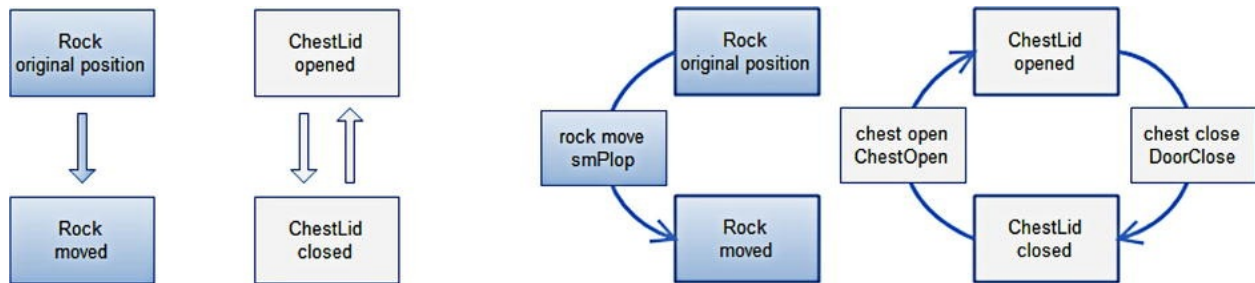 Rock
original position
Rock
moved
ChestLid
opened
ChestLid
closed
Rock
original position
rock move
smPlop
Rock
moved
ChestLid
opened
chest open
ChestOpen
chest close
DoorClose
ChestLid
closed